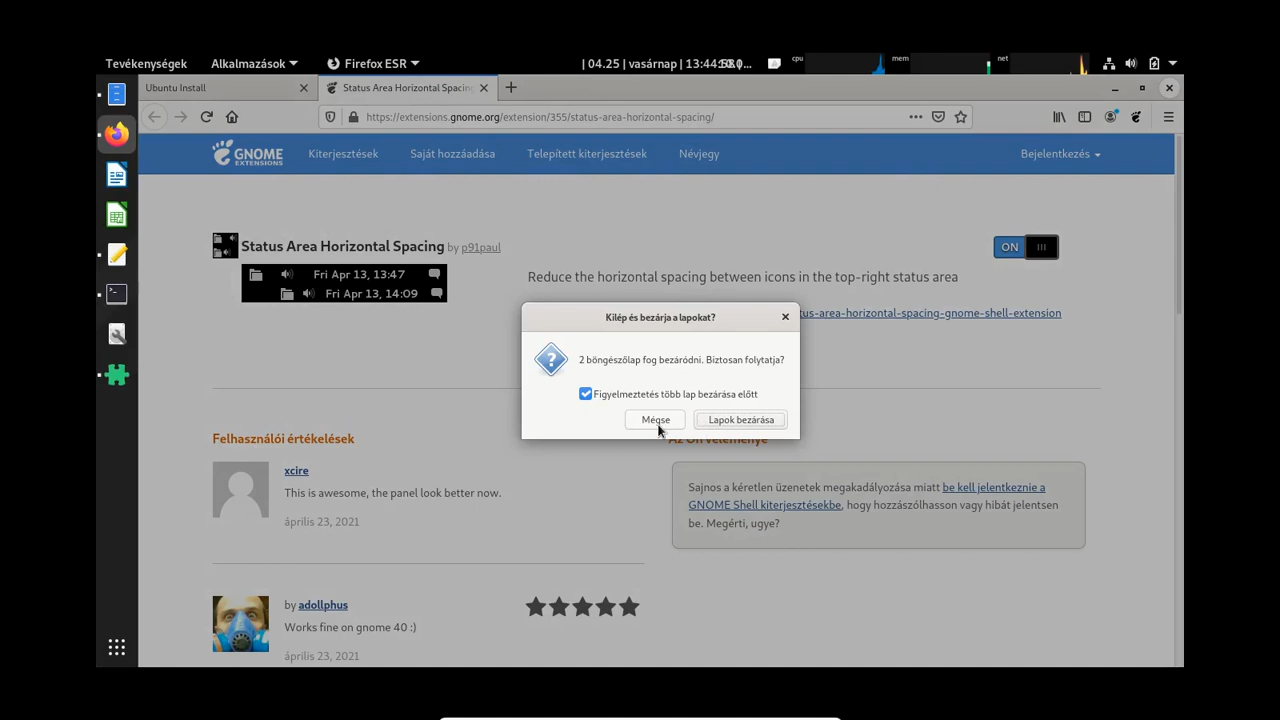 Tevékenységek
Alkalmazások
Firefox ESR
| 04.25 | vasárnap | 13:44
cpu
mem
net
Ubuntu Install
Status Area Horizontal Spacing
https://extensions.gnome.org/extension/355/status-area-horizontal-spacing/
GNOME
EXTENSIONS
Kiterjesztések
Saját hozzáadása
Telepített kiterjesztések
Névjegy
Bejelentkezés
Status Area Horizontal Spacing by p91paul
ON
Fri Apr 13, 13:47
Fri Apr 13, 14:09
Reduce the horizontal spacing between icons in the top-right status area
tus-area-horizontal-spacing-gnome-shell-extension
Kilép és bezárja a lapokat?
2 böngészőlap fog bezáródni. Biztosan folytatja?
Figyelmeztetés több lap bezárása előtt
Mégse
Lapok bezárása
Felhasználói értékelések
Az Ön véleménye
xcire
This is awesome, the panel look better now.
április 23, 2021
Sajnos a kéretlen üzenetek megakadályozása miatt be kell jelentkeznie a
GNOME Shell kiterjesztésekbe, hogy hozzászólhasson vagy hibát jelentsen
be. Megérti, ugye?
by adollphus
Works fine on gnome 40 :)
április 23, 2021